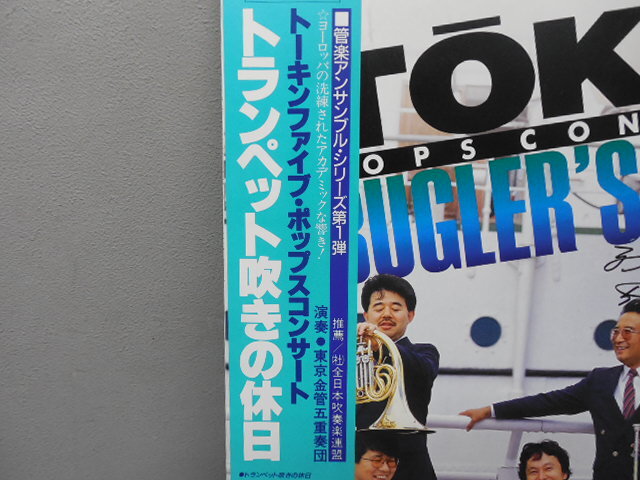 ■管楽アンサンブル・シリーズ第1弾
☆ヨーロッパの洗練されたアカデミックな響き!
トーキンファイブ・ポップスコンサート
トランペット吹きの休日
推薦/(社)全日本吹奏楽連盟
演奏●東京金管五重奏団
●トランペット吹きの休日
TŌK
OPS CON
BUGLER'S